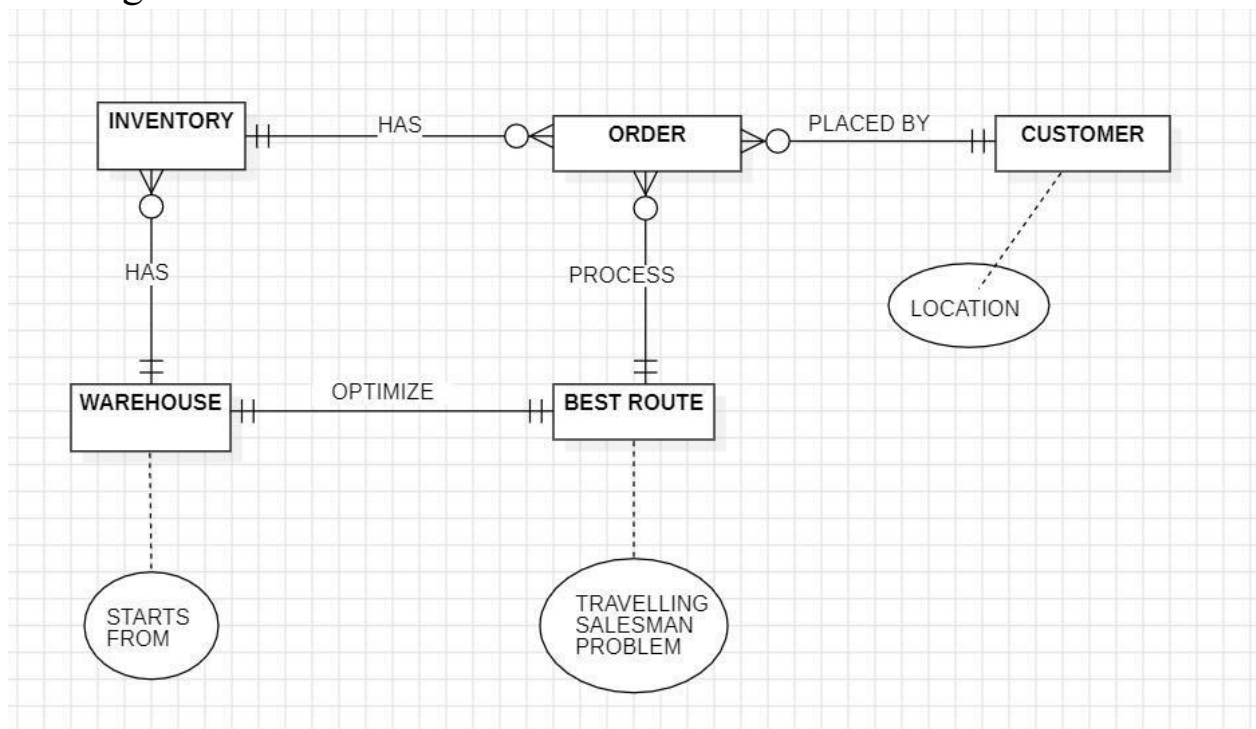 INVENTORY
HAS
ORDER
PLACED BY
CUSTOMER
HAS
PROCESS
LOCATION
WAREHOUSE
OPTIMIZE
BEST ROUTE
STARTS
FROM
TRAVELLING
SALESMAN
PROBLEM